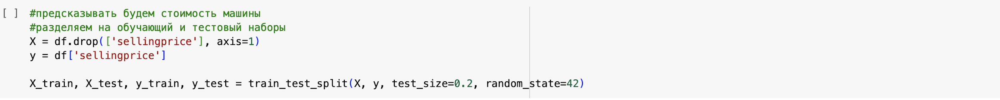 [ ] #предсказывать будем стоимость машины
#разделяем на обучающий и тестовый наборы
X = df.drop(['sellingprice'], axis=1)
y = df['sellingprice']
X_train, X_test, y_train, y_test = train_test_split(X, y, test_size=0.2, random_state=42)